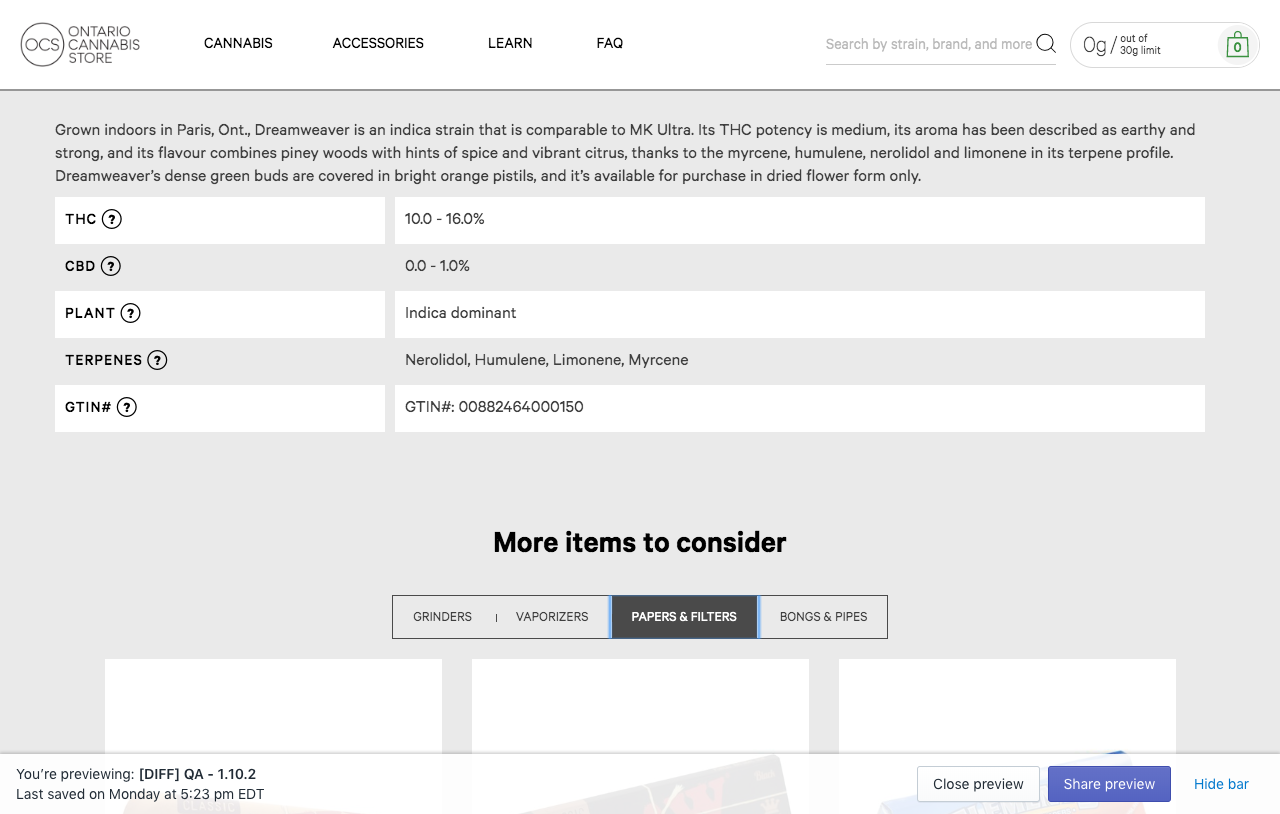 OCS ONTARIO CANNABIS STORE
CANNABIS
ACCESSORIES
LEARN
FAQ
Search by strain, brand, and more
0g / out of 30g limit
0
Grown indoors in Paris, Ont., Dreamweaver is an indica strain that is comparable to MK Ultra. Its THC potency is medium, its aroma has been described as earthy and
strong, and its flavour combines piney woods with hints of spice and vibrant citrus, thanks to the myrcene, humulene, nerolidol and limonene in its terpene profile.
Dreamweaver’s dense green buds are covered in bright orange pistils, and it’s available for purchase in dried flower form only.
THC ? 10.0 - 16.0%
CBD ? 0.0 - 1.0%
PLANT ? Indica dominant
TERPENES ? Nerolidol, Humulene, Limonene, Myrcene
GTIN# ? GTIN#: 00882464000150
More items to consider
GRINDERS | VAPORIZERS PAPERS & FILTERS BONGS & PIPES
You’re previewing: [DIFF] QA - 1.10.2
Last saved on Monday at 5:23 pm EDT
Close preview
Share preview
Hide bar